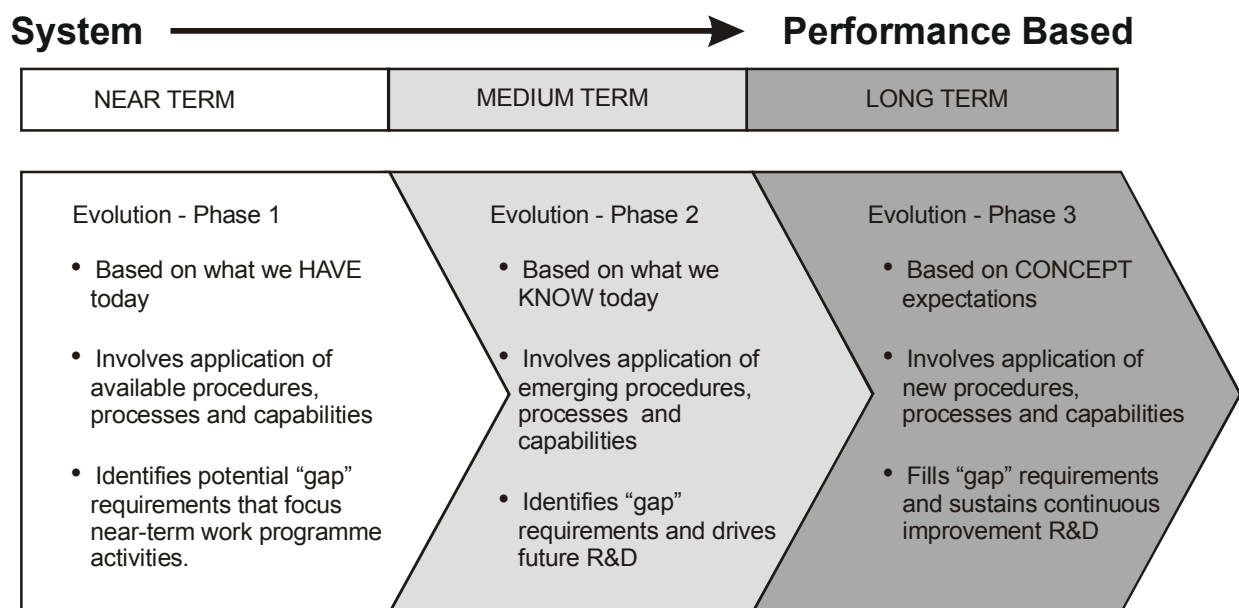 System Performance Based
NEAR TERM MEDIUM TERM LONG TERM
Evolution - Phase 1
• Based on what we HAVE
today
• Involves application of
available procedures,
processes and capabilities
• Identifies potential “gap”
requirements that focus
near-term work programme
activities.
Evolution - Phase 2
• Based on what we
KNOW today
• Involves application of
emerging procedures,
processes and
capabilities
• Identifies “gap”
requirements and drives
future R&D
Evolution - Phase 3
• Based on CONCEPT
expectations
• Involves application of
new procedures,
processes and capabilities
• Fills “gap” requirements
and sustains continuous
improvement R&D